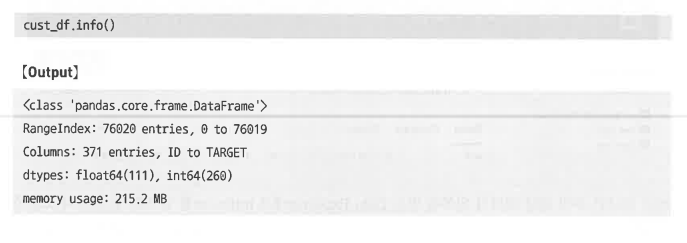 cust_df.info()
【Output】
<class 'pandas.core.frame.DataFrame'>
RangeIndex: 76020 entries, 0 to 76019
Columns: 371 entries, ID to TARGET
dtypes: float64(111), int64(260)
memory usage: 215.2 MB